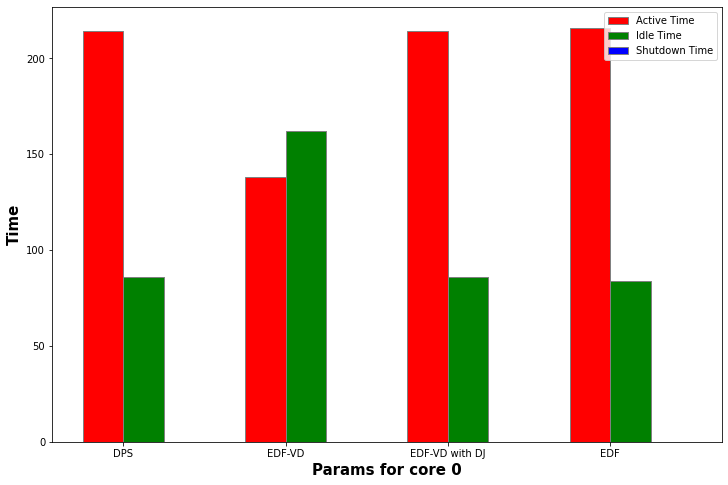 Active Time
Idle Time
Shutdown Time
Time
200
150
100
50
0
DPS EDF-VD EDF-VD with DJ EDF
Params for core 0